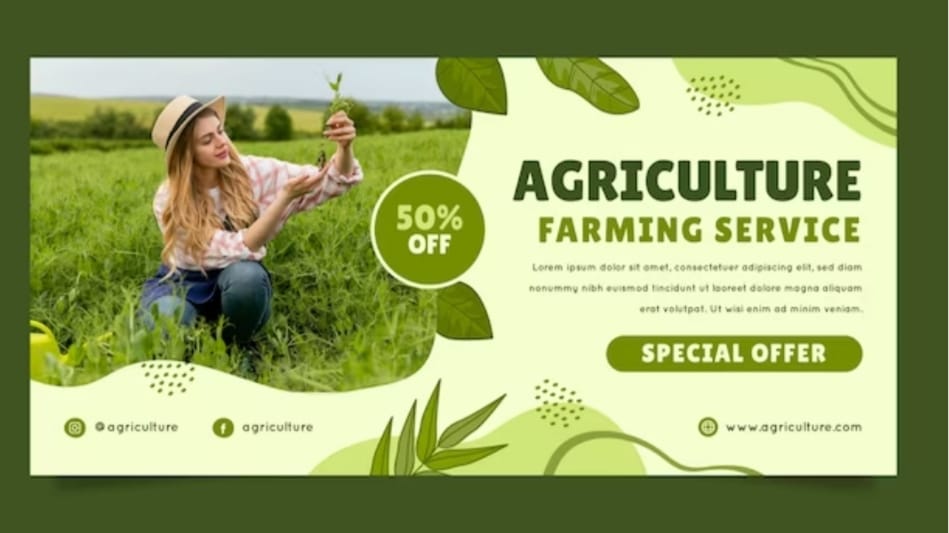 50%
OFF
AGRICULTURE
FARMING SERVICE
Lorem ipsum dolor sit amet, consectetuer adipiscing elit, sed diam
nonummy nibh euismod tincidunt ut laoreet dolore magna aliquam
erat volutpat. Ut wisi enim ad minim veniam.
SPECIAL OFFER
@agriculture
agriculture
www.agriculture.com